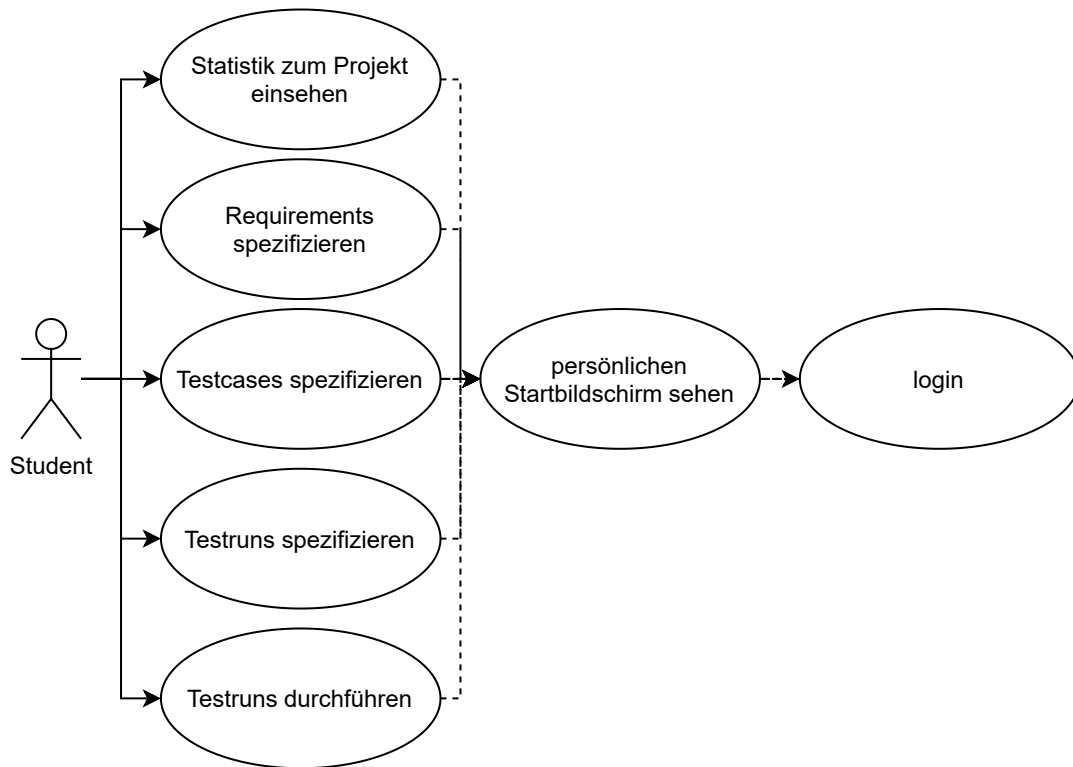 Statistik zum Projekt
einsehen
Requirements
spezifizieren
Testcases spezifizieren
persönlichen
Startbildschirm sehen
login
Student
Testruns spezifizieren
Testruns durchführen